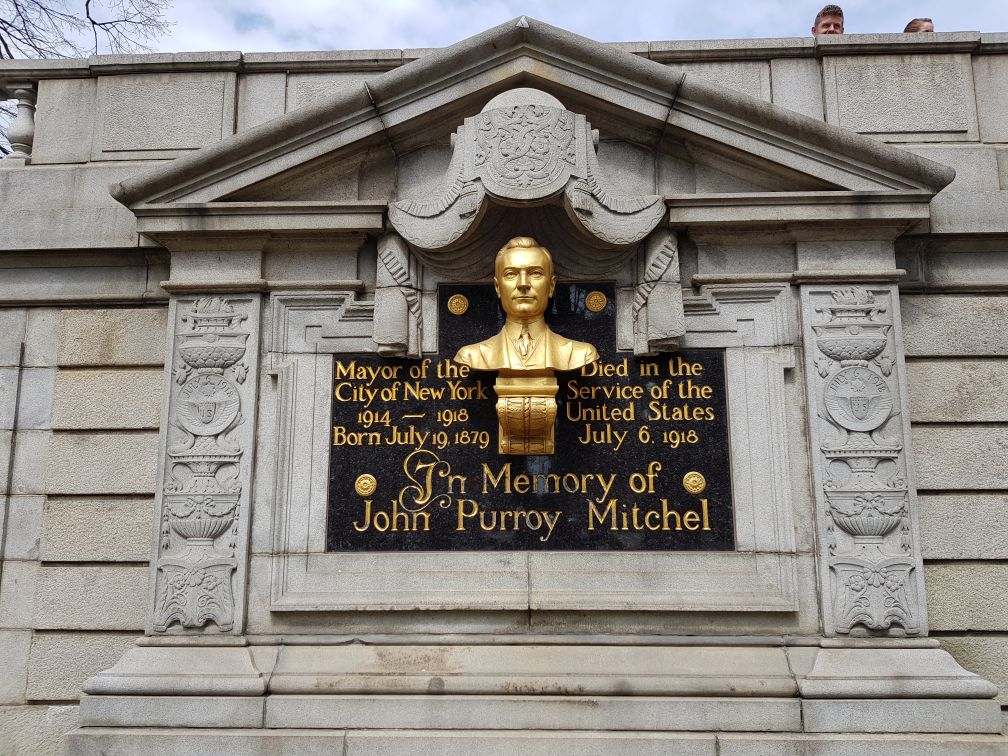 Mayor of the
City of New York
1914 — 1918
Born July 19, 1879
Died in the
Service of the
United States
July 6, 1918
In Memory of
John Purroy Mitchel